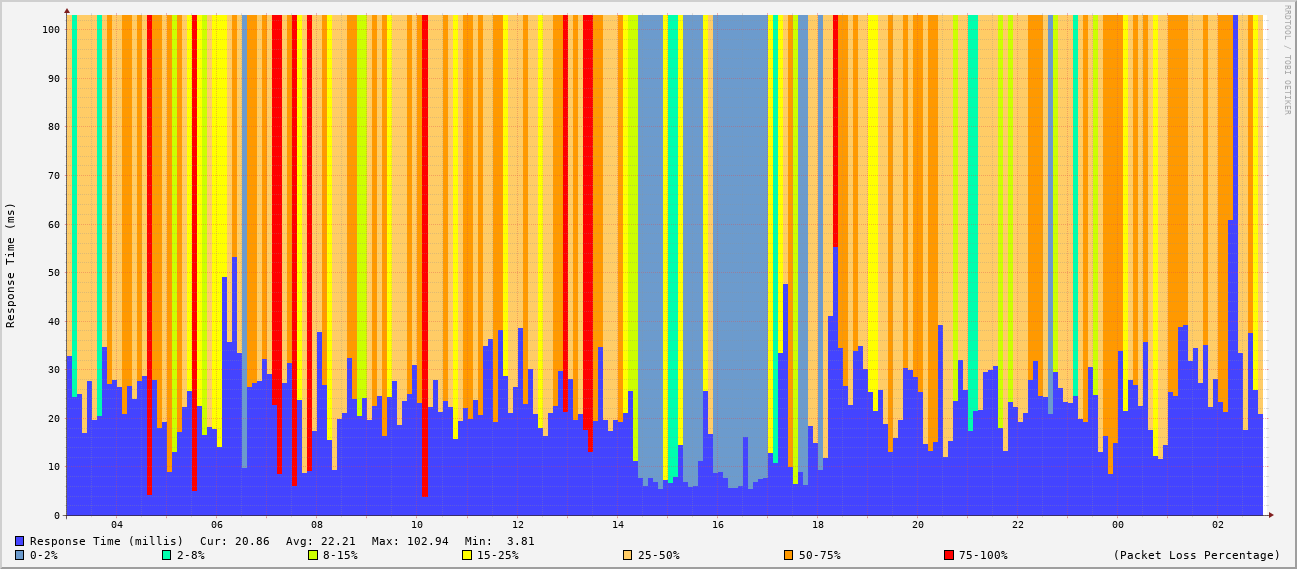 RRDTOOL / TOBI OETIKER
Response Time (ms)
100
90
80
70
60
50
40
30
20
10
0
04 06 08 10 12 14 16 18 20 22 00 02
Response Time (millis) Cur: 20.86 Avg: 22.21 Max: 102.94 Min: 3.81
0-2% 2-8% 8-15% 15-25% 25-50% 50-75% 75-100% (Packet Loss Percentage)